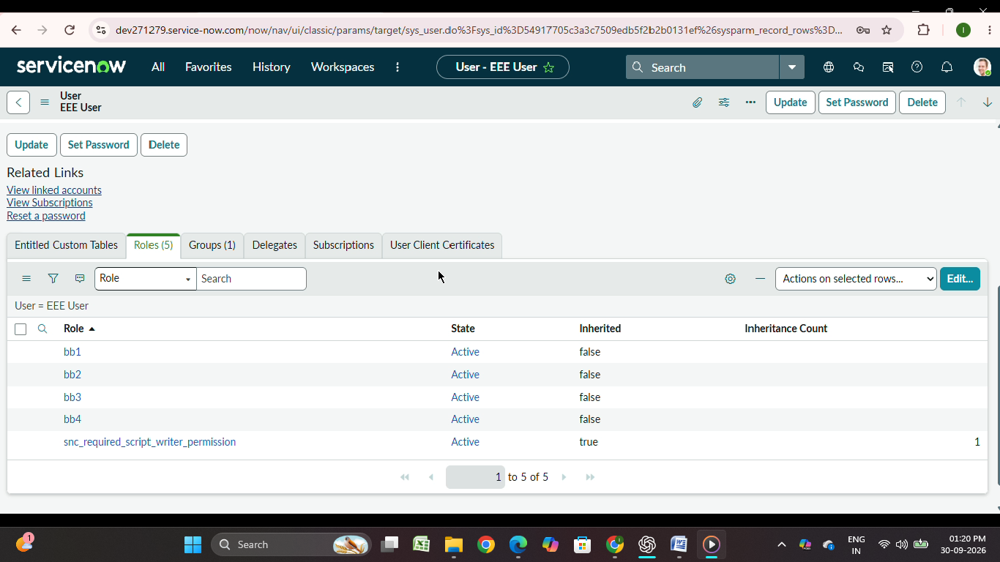 dev271279.service-now.com/now/nav/ui/classic/params/target/sys_user.do%3Fsys_id%3D54917705c3a3c7509edb5f2b2b0131ef%26sysparm_record_rows%3D...
I
servicenow All Favorites History Workspaces User - EEE User Search
User
EEE User
Update Set Password Delete
Update Set Password Delete
Related Links
View linked accounts
View Subscriptions
Reset a password
Entitled Custom Tables Roles (5) Groups (1) Delegates Subscriptions User Client Certificates
Role Search Actions on selected rows... Edit...
User = EEE User
Role State Inherited Inheritance Count
bb1 Active false
bb2 Active false
bb3 Active false
bb4 Active false
snc_required_script_writer_permission Active true 1
1 to 5 of 5
1
Search
ENG
IN
01:20 PM
30-09-2026